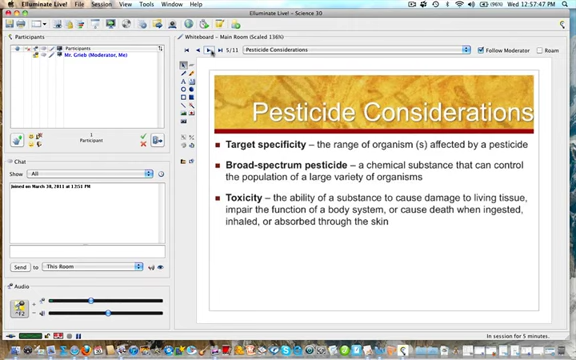 Elluminate Live! File Session View Tools Window Help (96%) Wed 12:57:47 PM
Elluminate Live! – Science 30
Participants
Participants
Mr. Grieb (Moderator, Me)
1
Participant
Chat
Show All
Joined on March 30, 2011 at 12:51 PM
Send to This Room
Audio
F2
Whiteboard – Main Room (Scaled 136%)
5/11 Pesticide Considerations Follow Moderator Roam
Pesticide Considerations
Target specificity – the range of organism (s) affected by a pesticide
Broad-spectrum pesticide – a chemical substance that can control
the population of a large variety of organisms
Toxicity – the ability of a substance to cause damage to living tissue,
impair the function of a body system, or cause death when ingested,
inhaled, or absorbed through the skin
In session for 5 minutes.